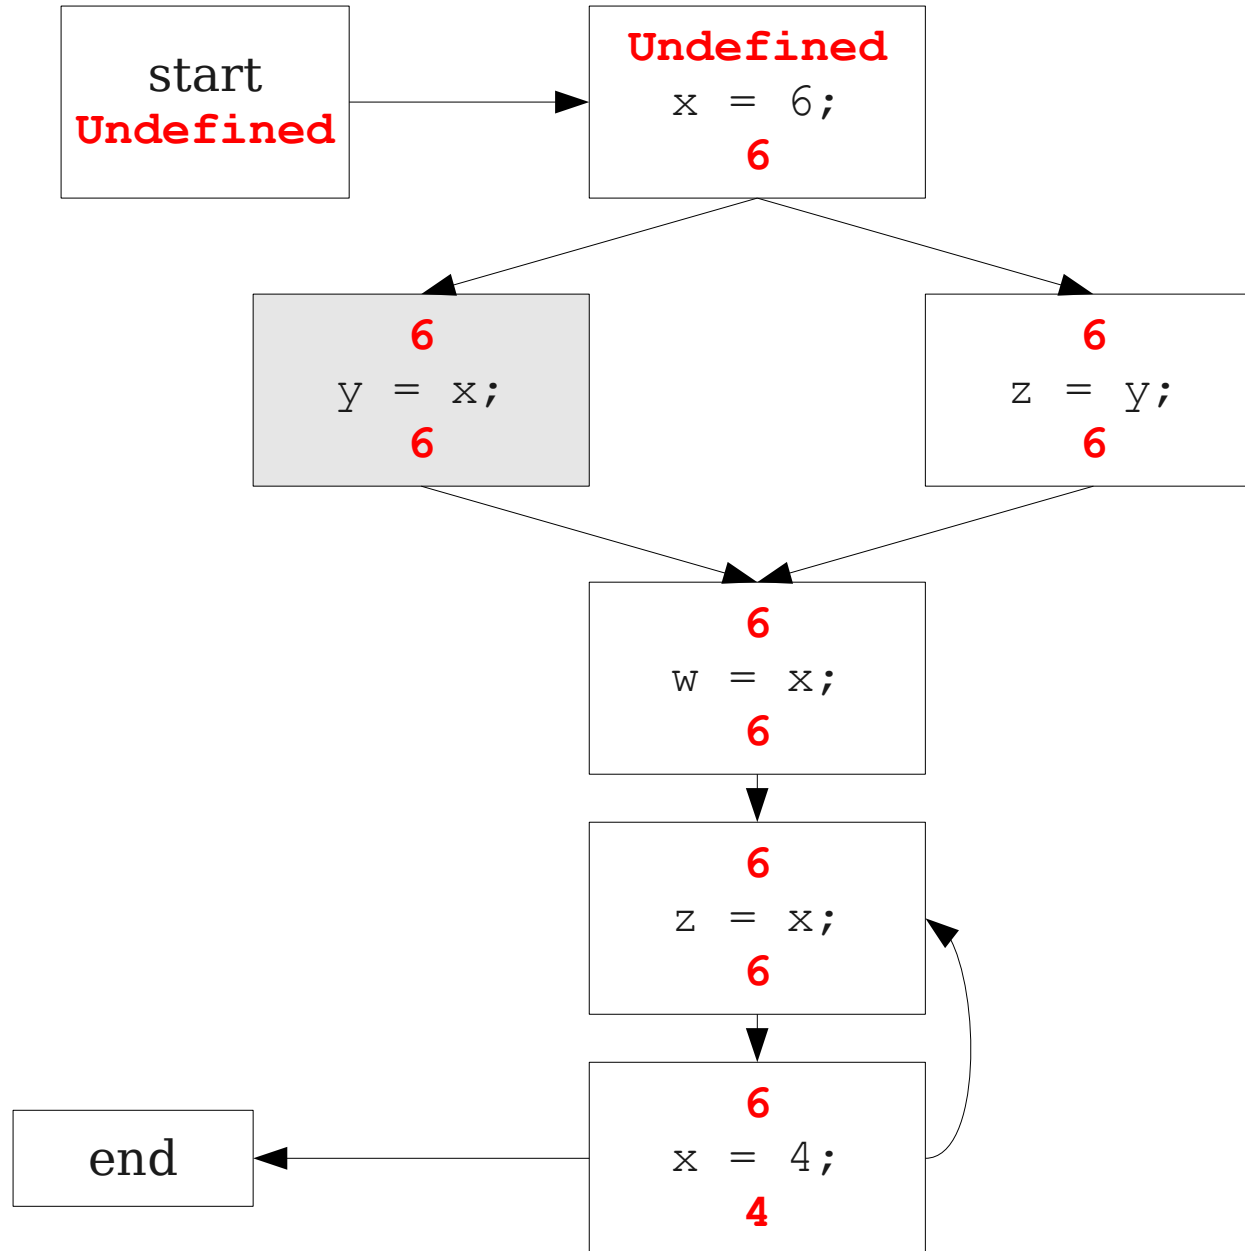 start
Undefined
Undefined
x = 6;
6
6
y = x;
6
6
z = y;
6
6
w = x;
6
6
z = x;
6
6
x = 4;
4
end